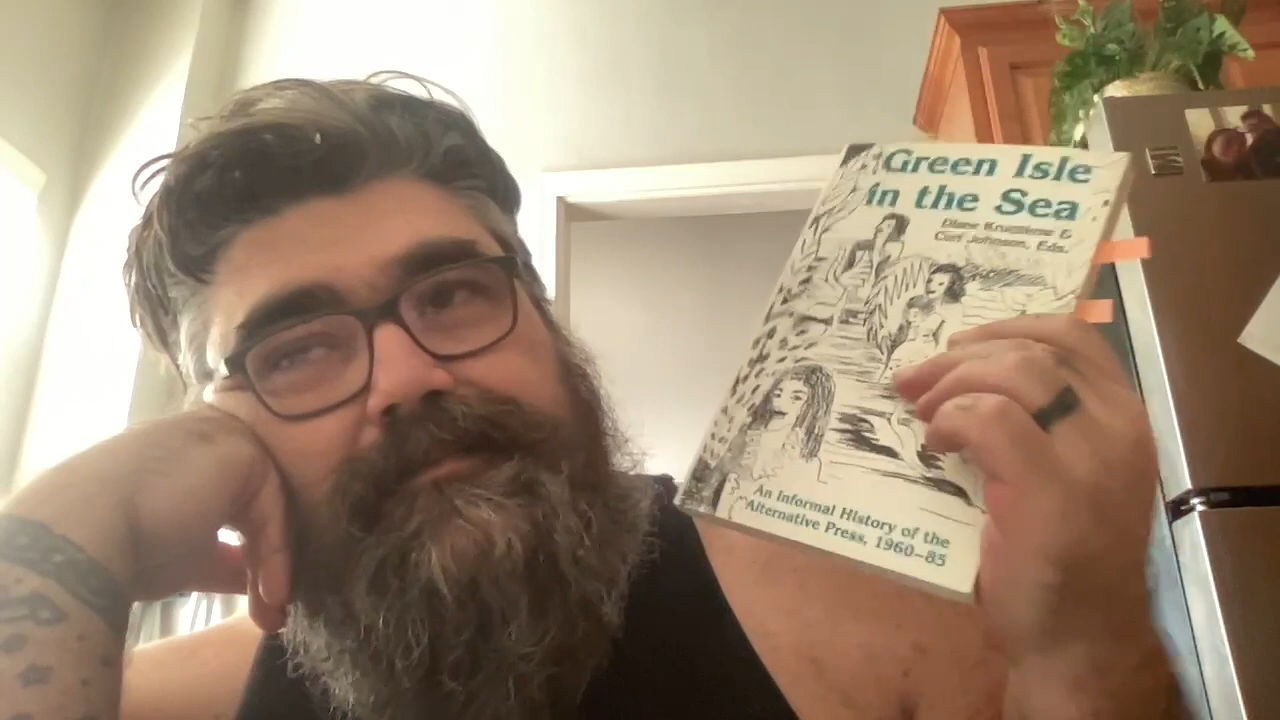 Green Isle
in the Sea
Diane Kruchkow &
Curt Johnson, Eds.
An Informal History of the
Alternative Press, 1960–85